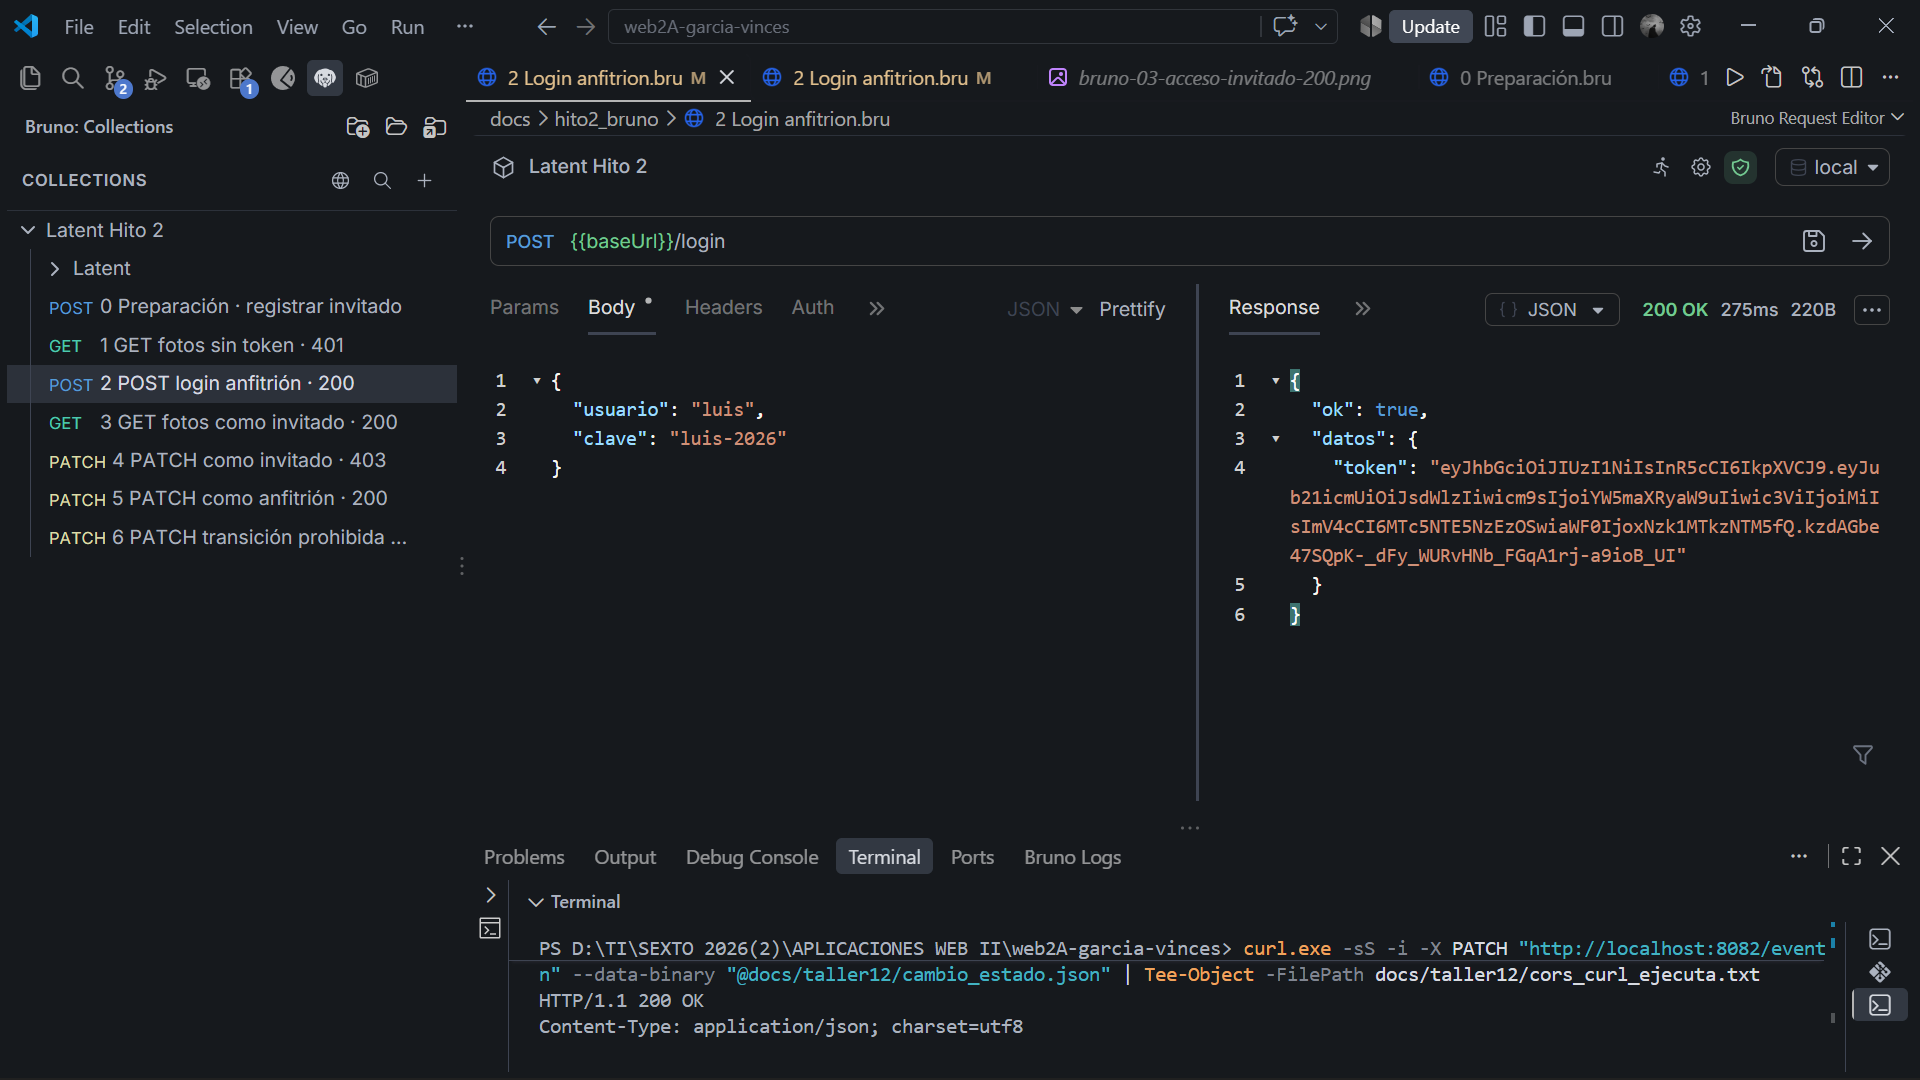 File Edit Selection View Go Run ···
web2A-garcia-vinces
Update
2 Login anfitrion.bru M
2 Login anfitrion.bru M
bruno-03-acceso-invitado-200.png
0 Preparación.bru
1
2
1
Bruno: Collections
docs > hito2_bruno > 2 Login anfitrion.bru
Bruno Request Editor
COLLECTIONS
Latent Hito 2
local
Latent Hito 2
Latent
POST 0 Preparación · registrar invitado
GET 1 GET fotos sin token · 401
POST 2 POST login anfitrión · 200
GET 3 GET fotos como invitado · 200
PATCH 4 PATCH como invitado · 403
PATCH 5 PATCH como anfitrión · 200
PATCH 6 PATCH transición prohibida ...
POST {{baseUrl}}/login
Params Body Headers Auth JSON Prettify
1 {
2 "usuario": "luis",
3 "clave": "luis-2026"
4 }
Response { } JSON 200 OK 275ms 220B
1 {
2 "ok": true,
3 "datos": {
4 "token": "eyJhbGciOiJIUzI1NiIsInR5cCI6IkpXVCJ9.eyJu
b21icmUiOiJsdWlzIiwicm9sIjoiYW5maXRyaW9uIiwic3ViIjoiMiI
sImV4cCI6MTc5NTE5NzEzOSwiaWF0IjoxNzk1MTkzNTM5fQ.kzdAGbe
47SQpK-_dFy_WURvHNb_FGqA1rj-a9ioB_UI"
5 }
6 }
Problems Output Debug Console Terminal Ports Bruno Logs
Terminal
PS D:\TI\SEXTO 2026(2)\APLICACIONES WEB II\web2A-garcia-vinces> curl.exe -sS -i -X PATCH "http://localhost:8082/event
n" --data-binary "@docs/taller12/cambio_estado.json" | Tee-Object -FilePath docs/taller12/cors_curl_ejecuta.txt
HTTP/1.1 200 OK
Content-Type: application/json; charset=utf8